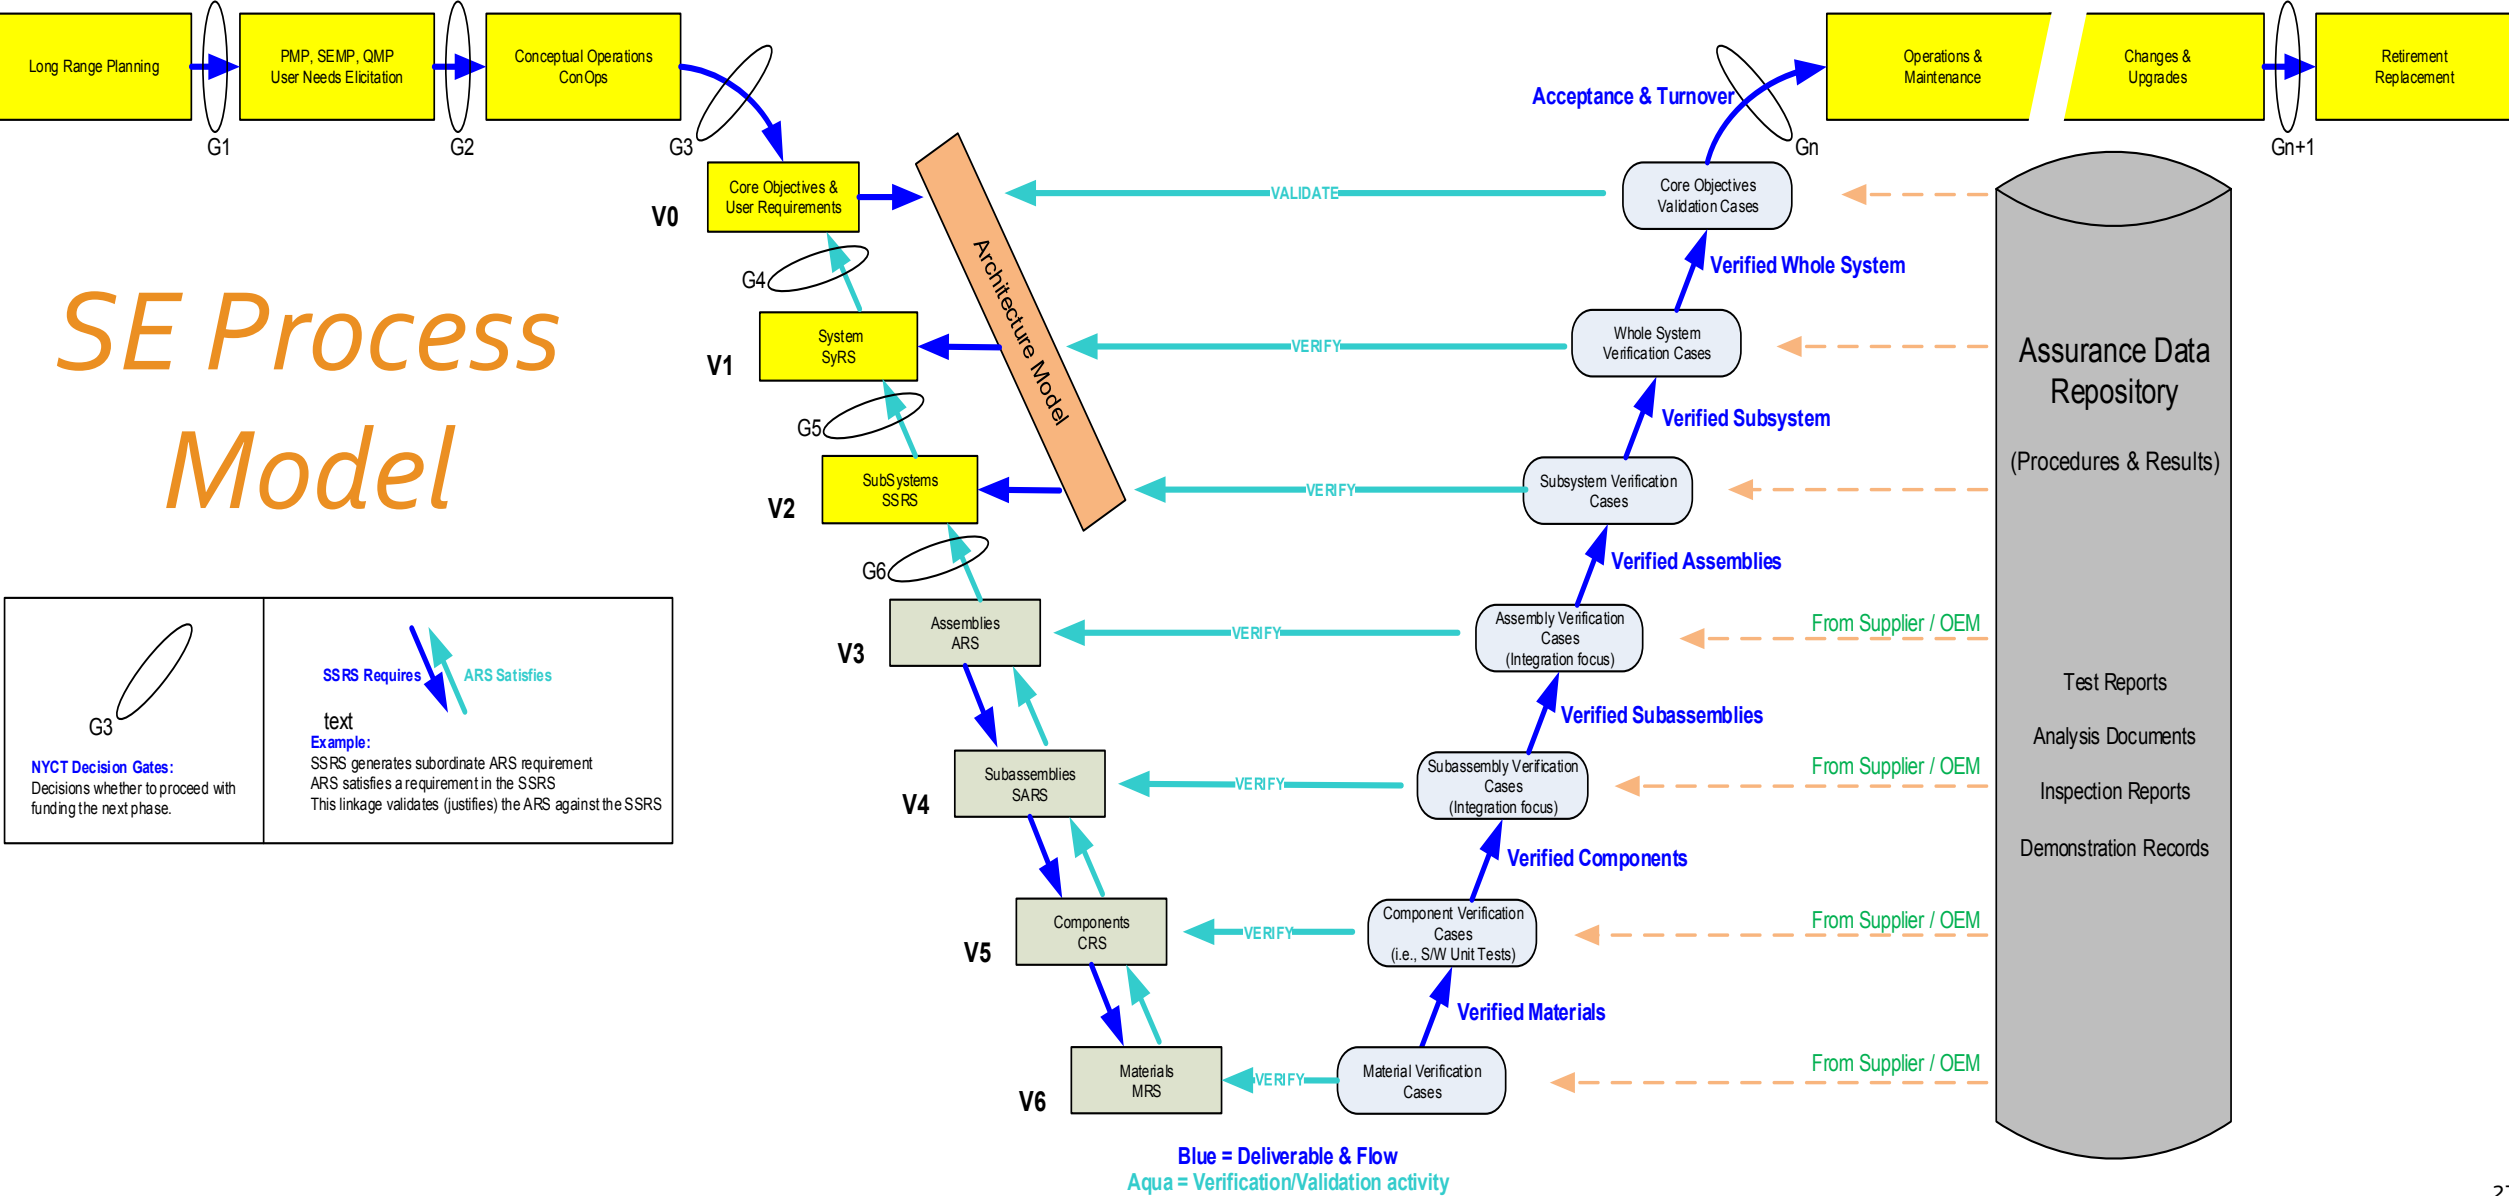 Long Range Planning
PMP, SEMP, QMP
User Needs Elicitation
Conceptual Operations
ConOps
Operations &
Maintenance
Changes &
Upgrades
Retirement
Replacement
G1
G2
G3
Acceptance & Turnover
Gn
Gn+1
V0
Core Objectives &
User Requirements
VALIDATE
Core Objectives
Validation Cases
G4
Architecture Model
Verified Whole System
SE Process
Model
V1
System
SyRS
VERIFY
Whole System
Verification Cases
Assurance Data
Repository
(Procedures & Results)
G5
Verified Subsystem
V2
SubSystems
SSRS
VERIFY
Subsystem Verification
Cases
G6
Verified Assemblies
V3
Assemblies
ARS
VERIFY
Assembly Verification
Cases
(Integration focus)
From Supplier / OEM
Test Reports
Analysis Documents
Inspection Reports
Demonstration Records
G3
NYCT Decision Gates:
Decisions whether to proceed with
funding the next phase.
SSRS Requires
ARS Satisfies
text
Example:
SSRS generates subordinate ARS requirement
ARS satisfies a requirement in the SSRS
This linkage validates (justifies) the ARS against the SSRS
Verified Subassemblies
V4
Subassemblies
SARS
VERIFY
Subassembly Verification
Cases
(Integration focus)
From Supplier / OEM
Verified Components
V5
Components
CRS
VERIFY
Component Verification
Cases
(i.e., S/W Unit Tests)
From Supplier / OEM
Verified Materials
V6
Materials
MRS
VERIFY
Material Verification
Cases
From Supplier / OEM
Blue = Deliverable & Flow
Aqua = Verification/Validation activity